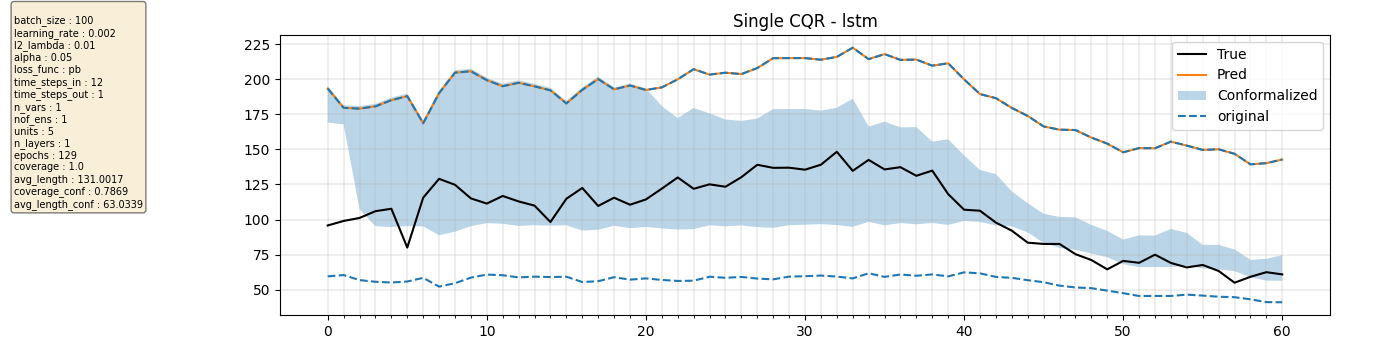 batch_size : 100
learning_rate : 0.002
l2_lambda : 0.01
alpha : 0.05
loss_func : pb
time_steps_in : 12
time_steps_out : 1
n_vars : 1
nof_ens : 1
units : 5
n_layers : 1
epochs : 129
coverage : 1.0
avg_length : 131.0017
coverage_conf : 0.7869
avg_length_conf : 63.0339
Single CQR - lstm
225
200
175
150
125
100
75
50
True
Pred
Conformalized
original
0 10 20 30 40 50 60